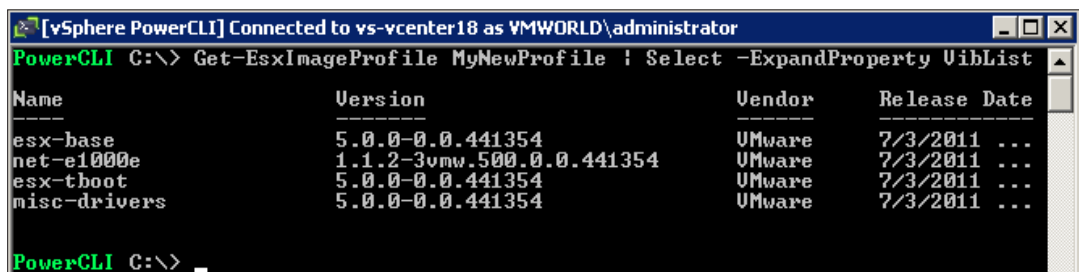 [vSphere PowerCLI] Connected to vs-vcenter18 as VMWORLD\administrator
PowerCLI C:\> Get-EsxImageProfile MyNewProfile | Select -ExpandProperty VibList
Name Version Vendor Release Date
---- ------- ------ ------------
esx-base 5.0.0-0.0.441354 VMware 7/3/2011 ...
net-e1000e 1.1.2-3vmw.500.0.0.441354 VMware 7/3/2011 ...
esx-tboot 5.0.0-0.0.441354 VMware 7/3/2011 ...
misc-drivers 5.0.0-0.0.441354 VMware 7/3/2011 ...
PowerCLI C:\> _